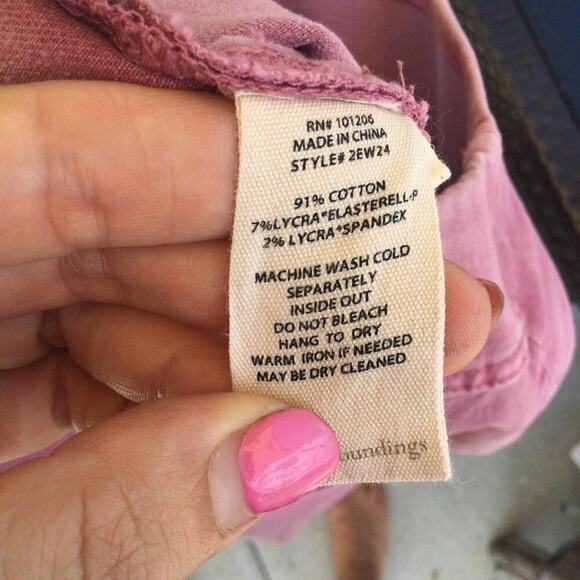 RN# 101206
MADE IN CHINA
STYLE# 2EW24
91% COTTON
7%LYCRA*ELASTERELL-P
2% LYCRA*SPANDEX
MACHINE WASH COLD
SEPARATELY
INSIDE OUT
DO NOT BLEACH
HANG TO DRY
WARM IRON IF NEEDED
MAY BE DRY CLEANED
oundings